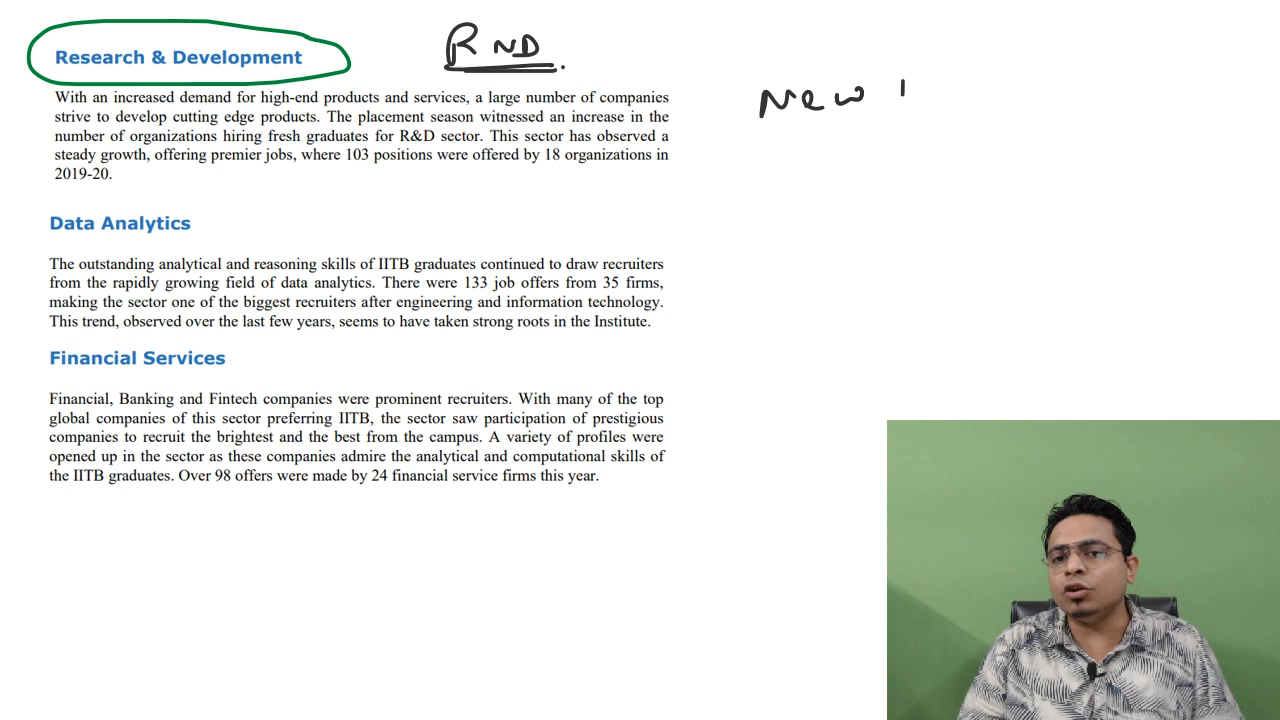 Research & Development
R ND
New
With an increased demand for high-end products and services, a large number of companies
strive to develop cutting edge products. The placement season witnessed an increase in the
number of organizations hiring fresh graduates for R&D sector. This sector has observed a
steady growth, offering premier jobs, where 103 positions were offered by 18 organizations in
2019-20.
Data Analytics
The outstanding analytical and reasoning skills of IITB graduates continued to draw recruiters
from the rapidly growing field of data analytics. There were 133 job offers from 35 firms,
making the sector one of the biggest recruiters after engineering and information technology.
This trend, observed over the last few years, seems to have taken strong roots in the Institute.
Financial Services
Financial, Banking and Fintech companies were prominent recruiters. With many of the top
global companies of this sector preferring IITB, the sector saw participation of prestigious
companies to recruit the brightest and the best from the campus. A variety of profiles were
opened up in the sector as these companies admire the analytical and computational skills of
the IITB graduates. Over 98 offers were made by 24 financial service firms this year.